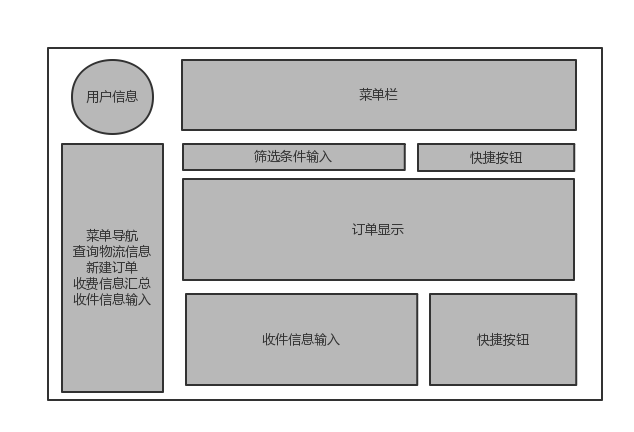 用户信息
菜单栏
筛选条件输入
快捷按钮
订单显示
菜单导航
查询物流信息
新建订单
收费信息汇总
收件信息输入
收件信息输入
快捷按钮